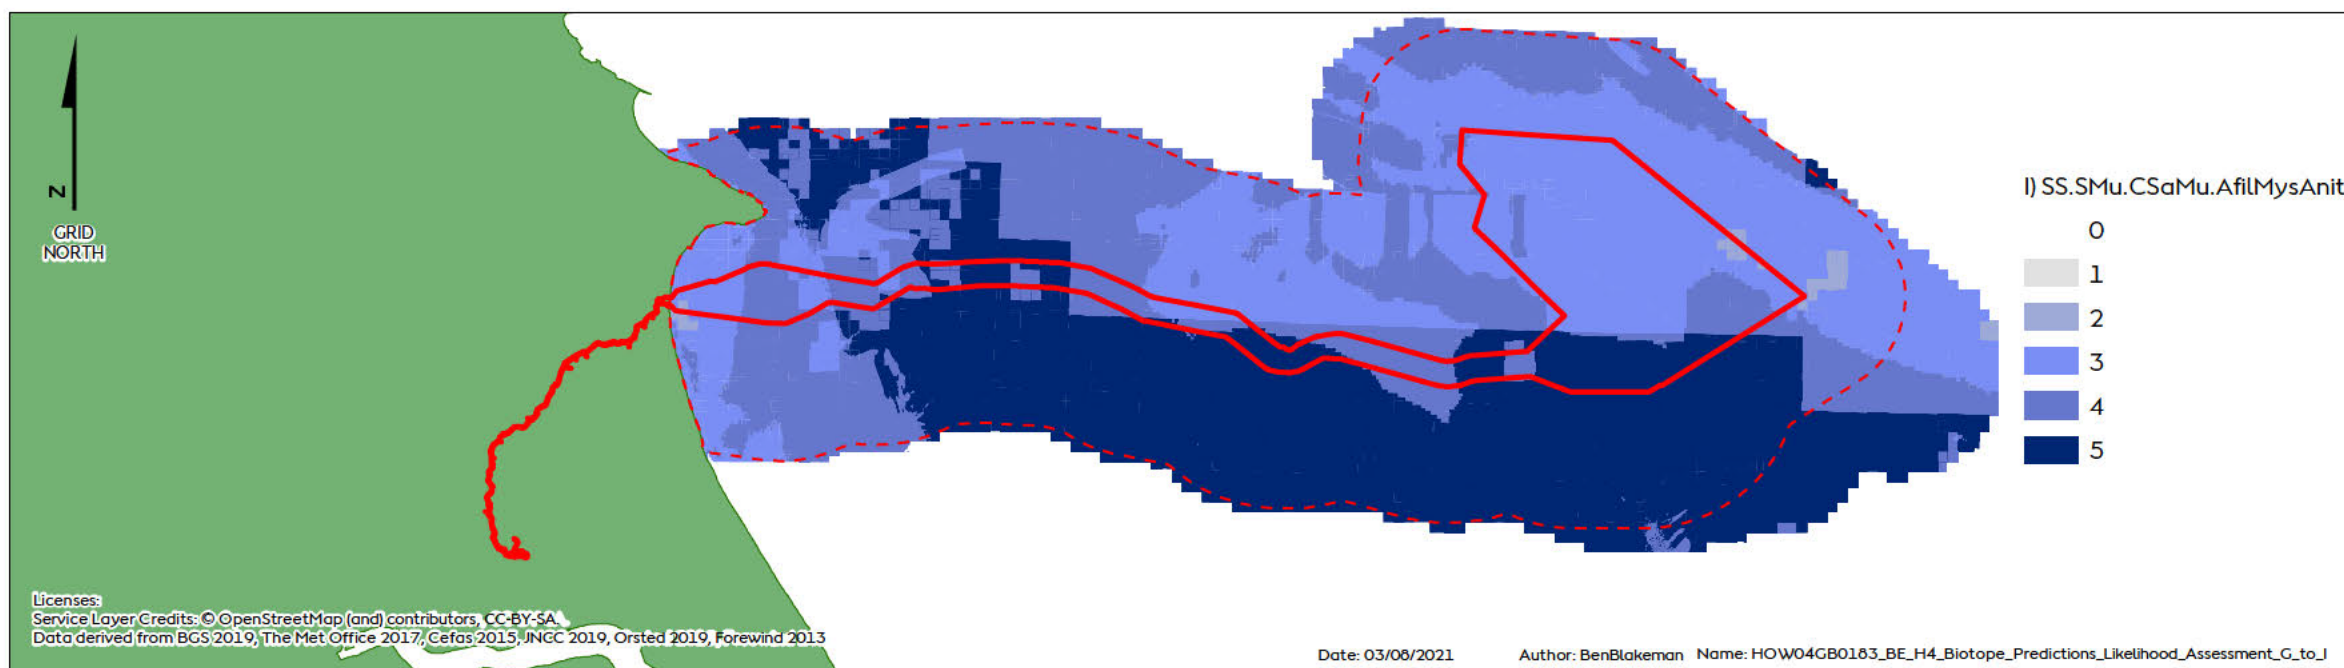 N
GRID
NORTH
I) SS.SMu.CSaMu.AfilMysAnit
0
1
2
3
4
5
Licenses:
Service Layer Credits: © OpenStreetMap (and) contributors, CC-BY-SA.
Data derived from BGS 2019, The Met Office 2017, Cefas 2015, JNCC 2019, Orsted 2019, Forewind 2013
Date: 03/08/2021 Author: BenBlakeman Name: HOW04GB0183_BE_H4_Biotope_Predictions_Likelihood_Assessment_G_to_I